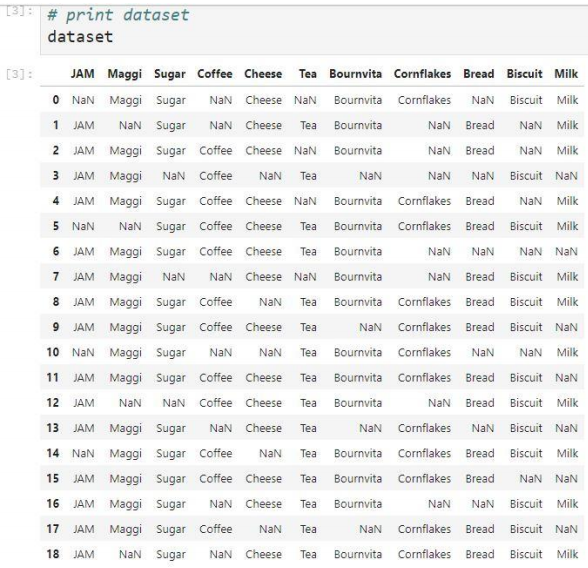 [3]: # print dataset
dataset
[3]: JAM Maggi Sugar Coffee Cheese Tea Bournvita Cornflakes Bread Biscuit Milk
0 NaN Maggi Sugar NaN Cheese NaN Bournvita Cornflakes NaN Biscuit Milk
1 JAM NaN Sugar NaN Cheese Tea Bournvita NaN Bread NaN Milk
2 JAM Maggi Sugar Coffee Cheese NaN Bournvita NaN Bread NaN Milk
3 JAM Maggi NaN Coffee NaN Tea NaN NaN NaN Biscuit NaN
4 JAM Maggi Sugar Coffee Cheese NaN Bournvita Cornflakes Bread NaN Milk
5 NaN NaN Sugar Coffee Cheese Tea Bournvita Cornflakes Bread Biscuit Milk
6 JAM Maggi Sugar Coffee Cheese Tea Bournvita NaN NaN NaN NaN
7 JAM Maggi NaN NaN Cheese NaN Bournvita NaN Bread Biscuit Milk
8 JAM Maggi Sugar Coffee NaN Tea Bournvita Cornflakes Bread Biscuit Milk
9 JAM Maggi Sugar Coffee Cheese Tea NaN Cornflakes Bread Biscuit NaN
10 NaN Maggi Sugar NaN NaN Tea Bournvita Cornflakes NaN NaN Milk
11 JAM Maggi Sugar Coffee Cheese Tea Bournvita Cornflakes Bread Biscuit NaN
12 JAM NaN NaN Coffee Cheese Tea Bournvita NaN Bread Biscuit Milk
13 JAM Maggi Sugar NaN Cheese Tea NaN Cornflakes NaN Biscuit NaN
14 NaN Maggi Sugar Coffee NaN Tea Bournvita Cornflakes Bread Biscuit Milk
15 JAM Maggi Sugar Coffee Cheese Tea Bournvita Cornflakes Bread NaN NaN
16 JAM Maggi Sugar NaN Cheese Tea Bournvita NaN NaN Biscuit Milk
17 JAM Maggi Sugar Coffee NaN Tea NaN Cornflakes Bread Biscuit NaN
18 JAM NaN Sugar NaN Cheese Tea Bournvita Cornflakes Bread Biscuit Milk